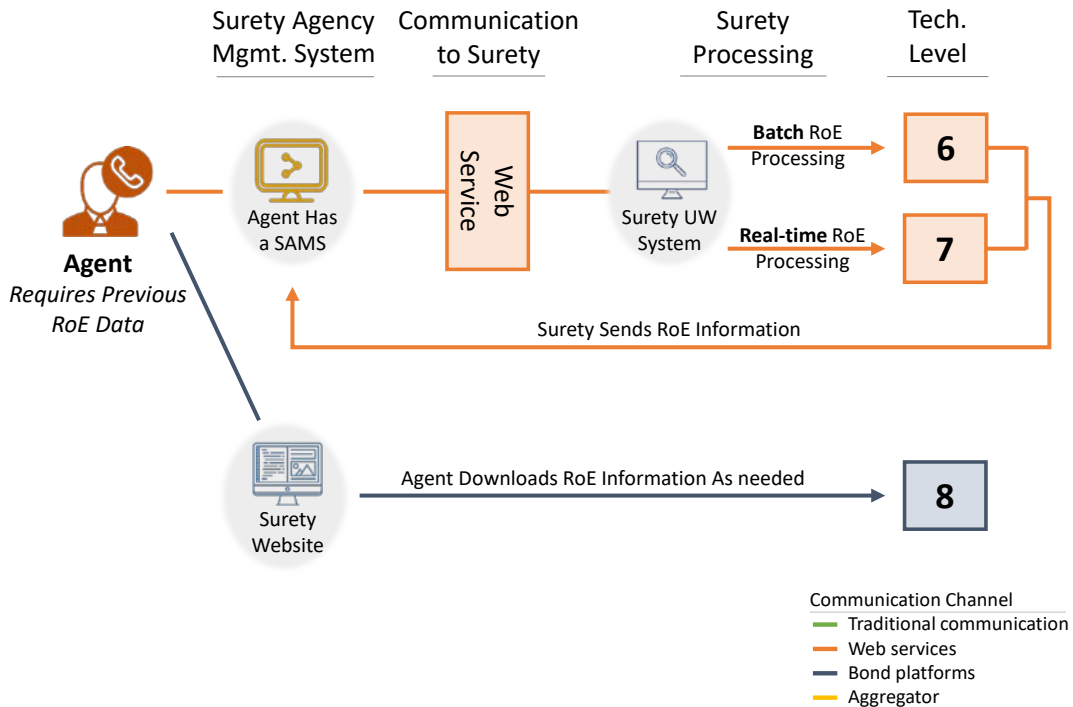 Surety Agency
Mgmt. System
Communication
to Surety
Surety
Processing
Tech.
Level
Agent
Requires Previous
RoE Data
Agent Has
a SAMS
Web
Service
Surety UW
System
Batch RoE
Processing
6
Real-time RoE
Processing
7
Surety Sends RoE Information
Surety
Website
Agent Downloads RoE Information As needed
8
Communication Channel
Traditional communication
Web services
Bond platforms
Aggregator